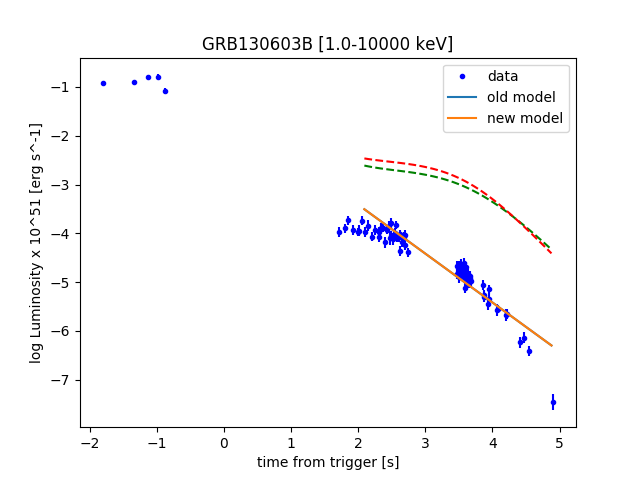 GRB130603B [1.0-10000 keV]
data
old model
new model
log Luminosity x 10^51 [erg s^-1]
−1
−2
−3
−4
−5
−6
−7
−2
−1
0
1
2
3
4
5
time from trigger [s]